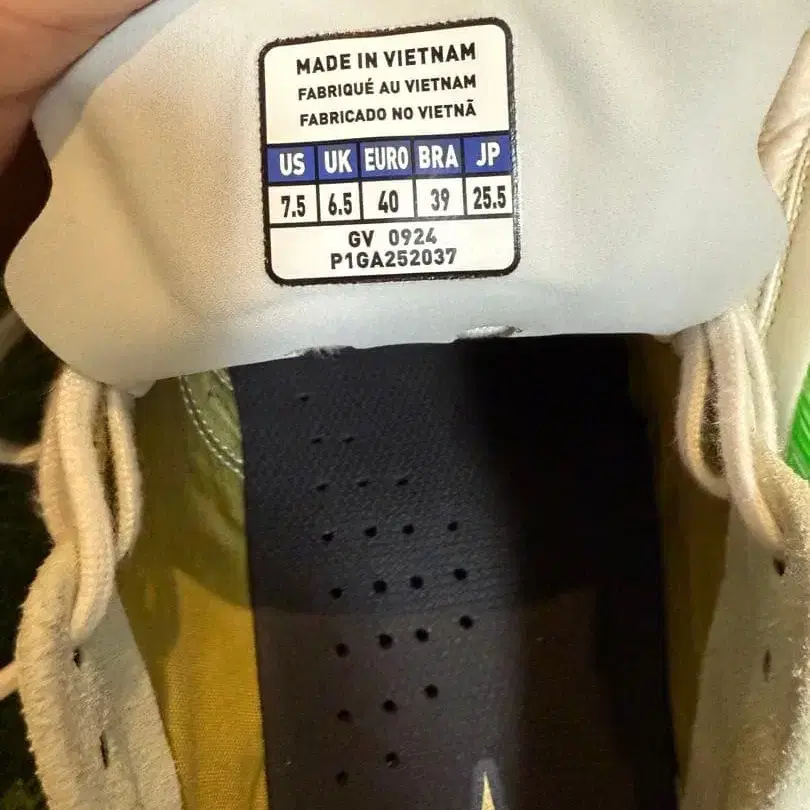 MADE IN VIETNAM
FABRIQUÉ AU VIETNAM
FABRICADO NO VIETNÃ
US UK EURO BRA JP
7.5 6.5 40 39 25.5
GV 0924
P1GA252037